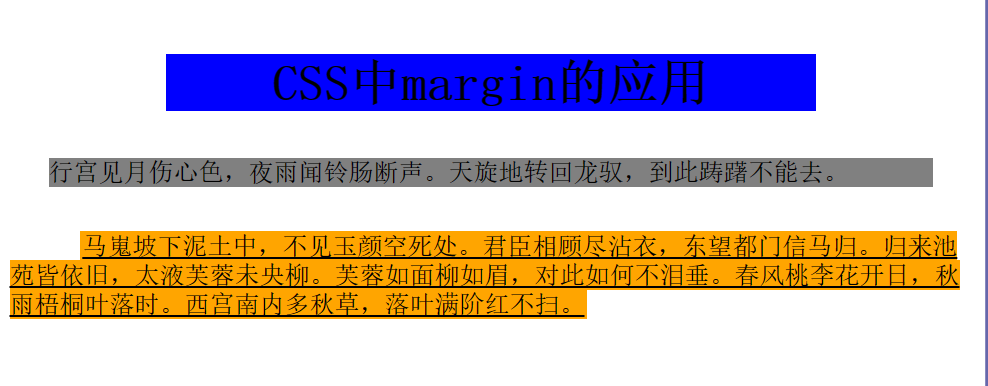 CSS中margin的应用
行宫见月伤心色，夜雨闻铃肠断声。天旋地转回龙驭，到此踌躇不能去。
马嵬坡下泥土中，不见玉颜空死处。君臣相顾尽沾衣，东望都门信马归。归来池
苑皆依旧，太液芙蓉未央柳。芙蓉如面柳如眉，对此如何不泪垂。春风桃李花开日，秋
雨梧桐叶落时。西宫南内多秋草，落叶满阶红不扫。